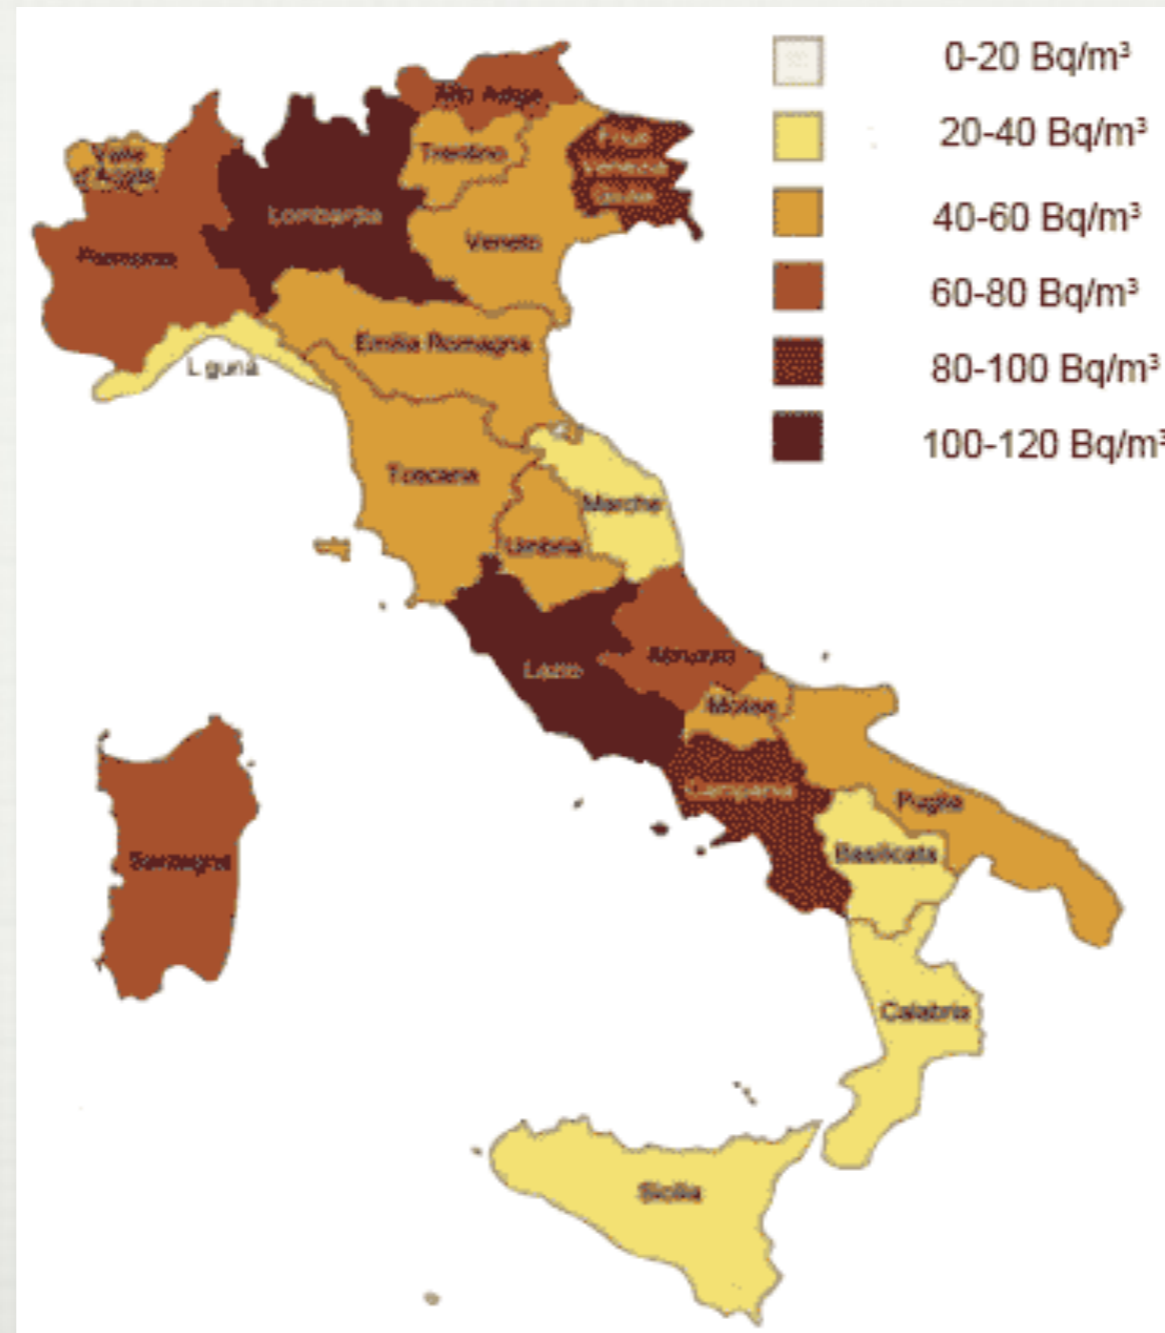 0-20 Bq/m³
20-40 Bq/m³
40-60 Bq/m³
60-80 Bq/m³
80-100 Bq/m³
100-120 Bq/m³
Alto Adige
Valle
d'Aosta
Trentino
Friuli
Venezia
Giulia
Lombardia
Veneto
Piemonte
Emilia Romagna
L guria
Toscana
Marche
Umbria
Lazio
Abruzzo
Molise
Campania
Puglia
Basilicata
Sardegna
Calabria
Sicilia